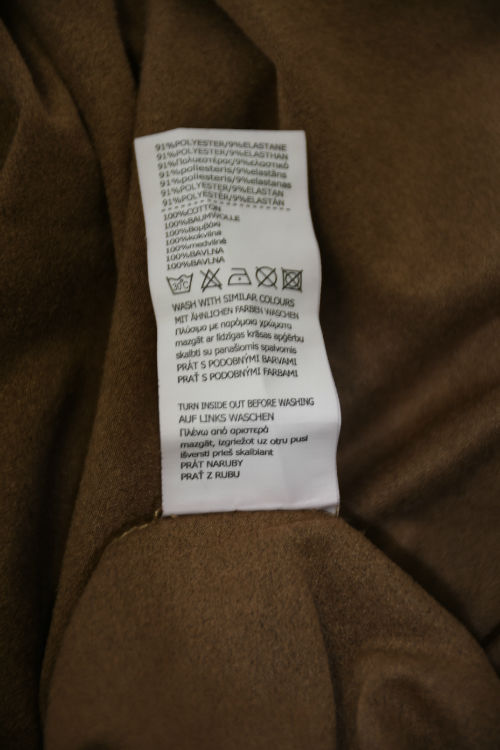 91%POLYESTER/9%ELASTANE
91%POLYESTER/9%ELASTHAN
91%Πολυεστέρας/9%ελαστικό
91%poliesteris/9%elastāns
91%poliesteris/9%elastanas
91%POLYESTER/9%ELASTAN
91%POLYESTER/9%ELASTÁN
100%COTTON
100%BAUMWOLLE
100%Βαμβάκι
100%kokvilna
100%medvilnė
100%BAVLNA
100%BAVLNA
30°C
WASH WITH SIMILAR COLOURS
MIT ÄHNLICHEN FARBEN WASCHEN
Πλύσιμο με παρόμοια χρώματα
mazgāt ar līdzīgas krāsas apģērbu
skalbti su panašiomis spalvomis
PRÁT S PODOBNÝMI BARVAMI
PRAŤ S PODOBNÝMI FARBAMI
TURN INSIDE OUT BEFORE WASHING
AUF LINKS WASCHEN
Πλένω από αριστερά
mazgāt, izgriežot uz otru pusi
išversti prieš skalbiant
PRÁT NARUBY
PRAŤ Z RUBU